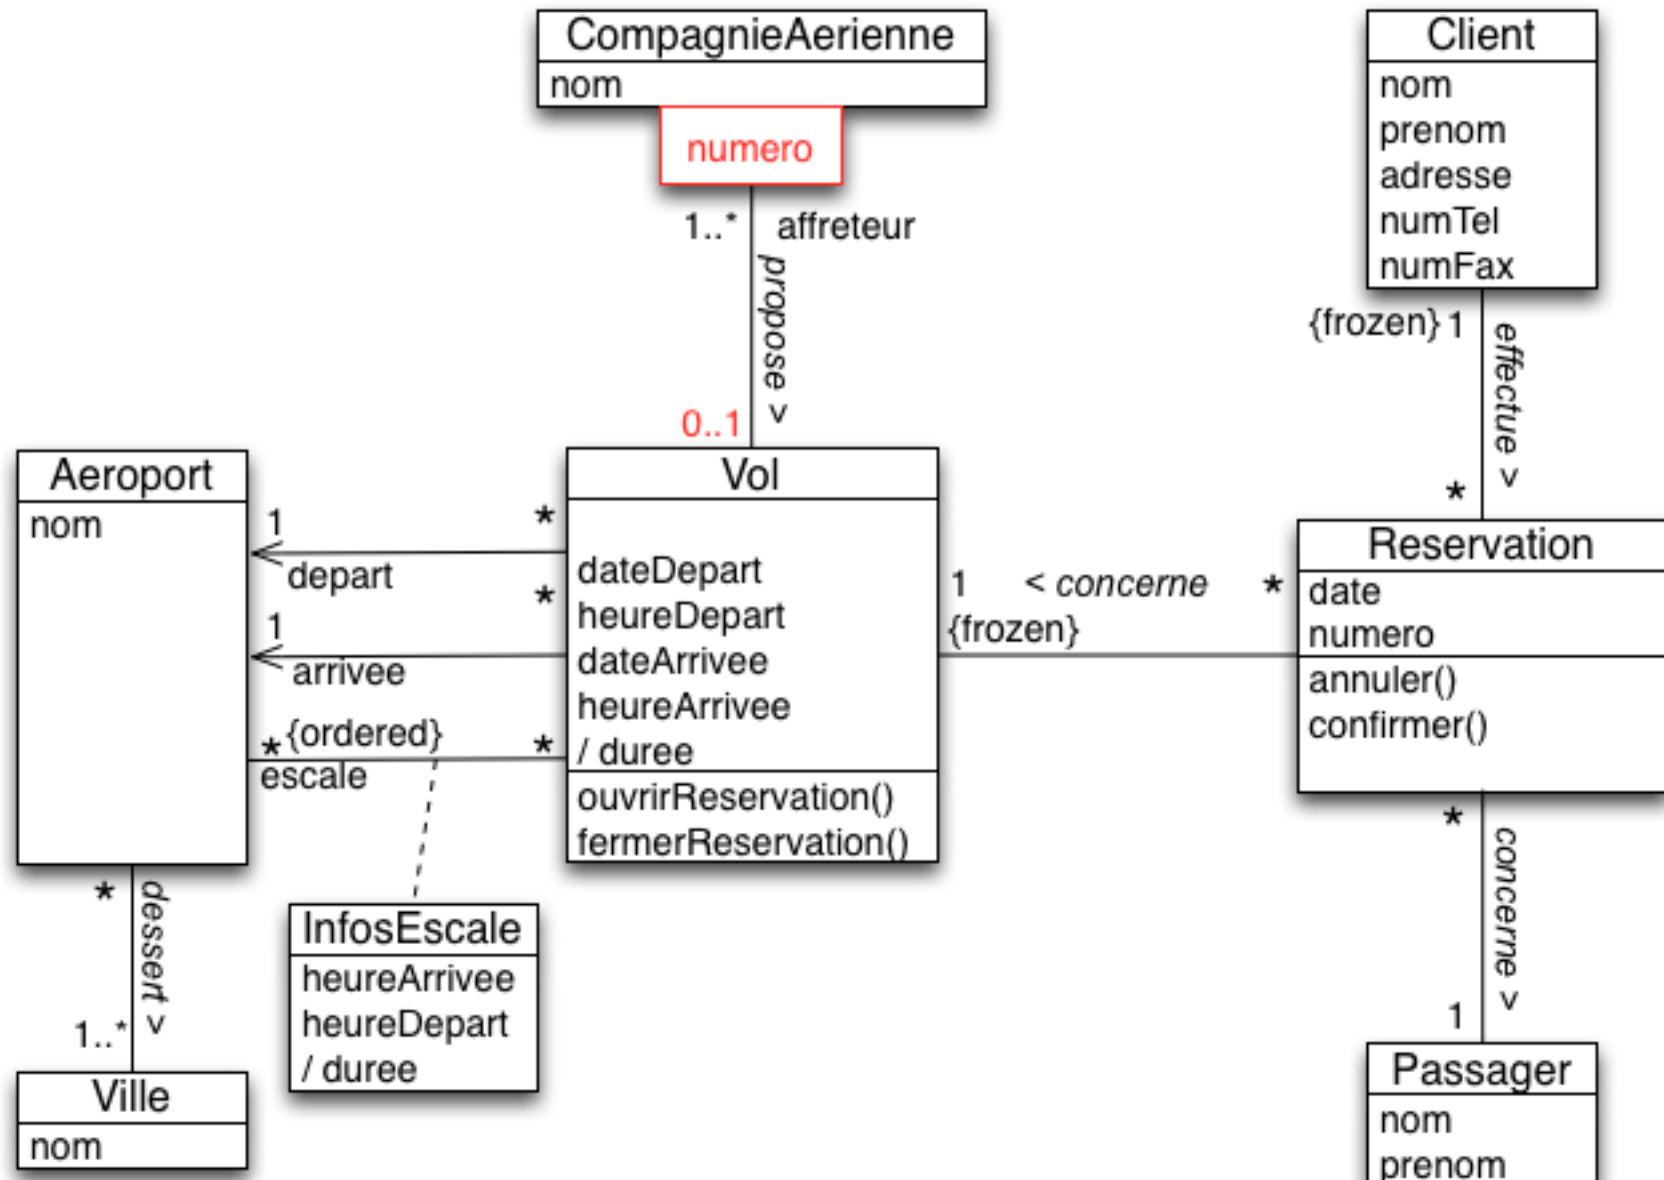 CompagnieAerienne
nom
numero
1..* affreteur
propose >
0..1
Client
nom
prenom
adresse
numTel
numFax
{frozen} 1
effectue >
*
Aeroport
nom
1 *
depart
*
1
arrivee
{ordered}
* *
escale
Vol
dateDepart
heureDepart
dateArrivee
heureArrivee
/ duree
ouvrirReservation()
fermerReservation()
1 < concerne *
{frozen}
Reservation
date
numero
annuler()
confirmer()
*
dessert >
1..*
InfosEscale
heureArrivee
heureDepart
/ duree
*
concerne >
1
Ville
nom
Passager
nom
prenom